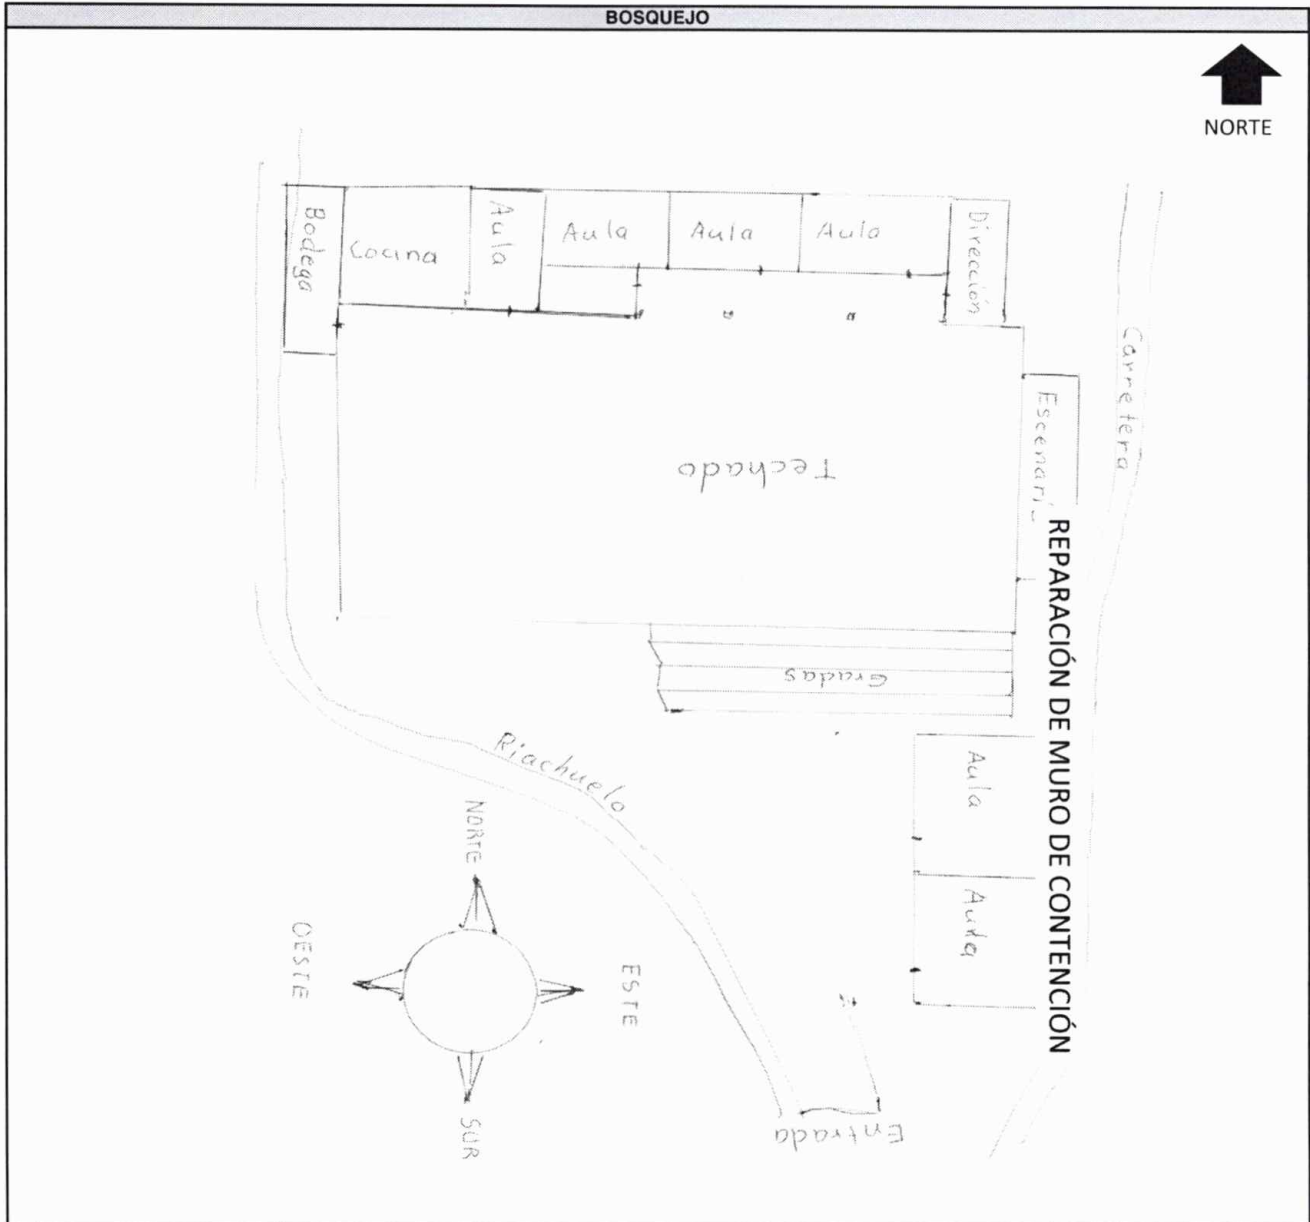 BOSQUEJO
NORTE
Bodega
Cocina
Aula
Aula
Aula
Aula
Dirección
Carretera
Escenari
Techado
REPARACIÓN DE MURO DE CONTENCIÓN
Gradas
Riachuelo
Aula
Aula
NORTE
OESTE
ESTE
SUR
Entrada